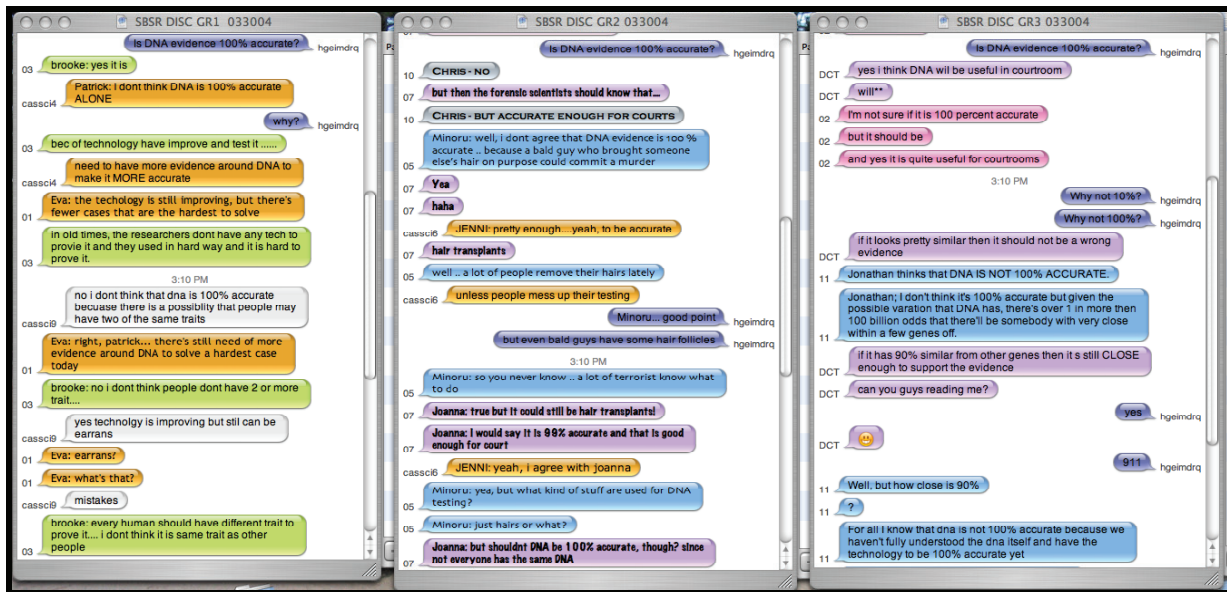 SBSR DISC GR1 033004
Is DNA evidence 100% accurate?
hgeimdrq
brooke: yes it is
03
Patrick: I dont think DNA is 100% accurate
ALONE
cassci4
why?
hgeimdrq
bec of technology have improve and test it ......
03
need to have more evidence around DNA to
make it MORE accurate
cassci4
Eva: the techology is still improving, but there's
fewer cases that are the hardest to solve
01
in old times, the researchers dont have any tech to
provie it and they used in hard way and it is hard to
prove it.
03
3:10 PM
no i dont think that dna is 100% accurate
becuase there is a possiblity that people may
have two of the same traits
cassci9
Eva: right, patrick... there's still need of more
evidence around DNA to solve a hardest case
today
01
brooke: no i dont think people dont have 2 or more
trait....
03
yes technolgy is improving but stil can be
earrans
cassci9
Eva: earrans?
01
Eva: what's that?
01
mistakes
cassci9
brooke: every human should have different trait to
prove it.... i dont think it is same trait as other
people
03
SBSR DISC GR2 033004
Is DNA evidence 100% accurate?
hgeimdrq
CHRIS - NO
10
but then the forensic scientists should know that...
07
CHRIS - BUT ACCURATE ENOUGH FOR COURTS
10
Minoru: well, i dont agree that DNA evidence is 100 %
accurate .. because a bald guy who brought someone
else's hair on purpose could commit a murder
05
Yea
07
haha
07
JENNI: pretty enough....yeah, to be accurate
cassci6
hair transplants
07
well .. a lot of people remove their hairs lately
05
unless people mess up their testing
cassci6
Minoru... good point
hgeimdrq
but even bald guys have some hair follicles
hgeimdrq
3:10 PM
Minoru: so you never know .. a lot of terrorist know what
to do
05
Joanna: true but it could still be hair transplants!
07
Joanna: I would say it is 99% accurate and that is good
enough for court
07
JENNI: yeah, i agree with joanna
cassci6
Minoru: yea, but what kind of stuff are used for DNA
testing?
05
Minoru: just hairs or what?
05
Joanna: but shouldnt DNA be 100% accurate, though? since
not everyone has the same DNA
07
SBSR DISC GR3 033004
Is DNA evidence 100% accurate?
hgeimdrq
yes i think DNA wil be useful in courtroom
DCT
will**
DCT
I'm not sure if it is 100 percent accurate
02
but it should be
02
and yes it is quite useful for courtrooms
02
3:10 PM
Why not 10%?
hgeimdrq
Why not 100%?
hgeimdrq
if it looks pretty similar then it should not be a wrong
evidence
DCT
Jonathan thinks that DNA IS NOT 100% ACCURATE.
11
Jonathan; I don't think it's 100% accurate but given the
possible varation that DNA has, there's over 1 in more then
100 billion odds that there'll be somebody with very close
within a few genes off.
11
if it has 90% similar from other genes then it s still CLOSE
enough to support the evidence
DCT
can you guys reading me?
DCT
yes
hgeimdrq
DCT
911
hgeimdrq
Well, but how close is 90%
11
?
11
For all I know that dna is not 100% accurate because we
haven't fully understood the dna itself and have the
technology to be 100% accurate yet
11